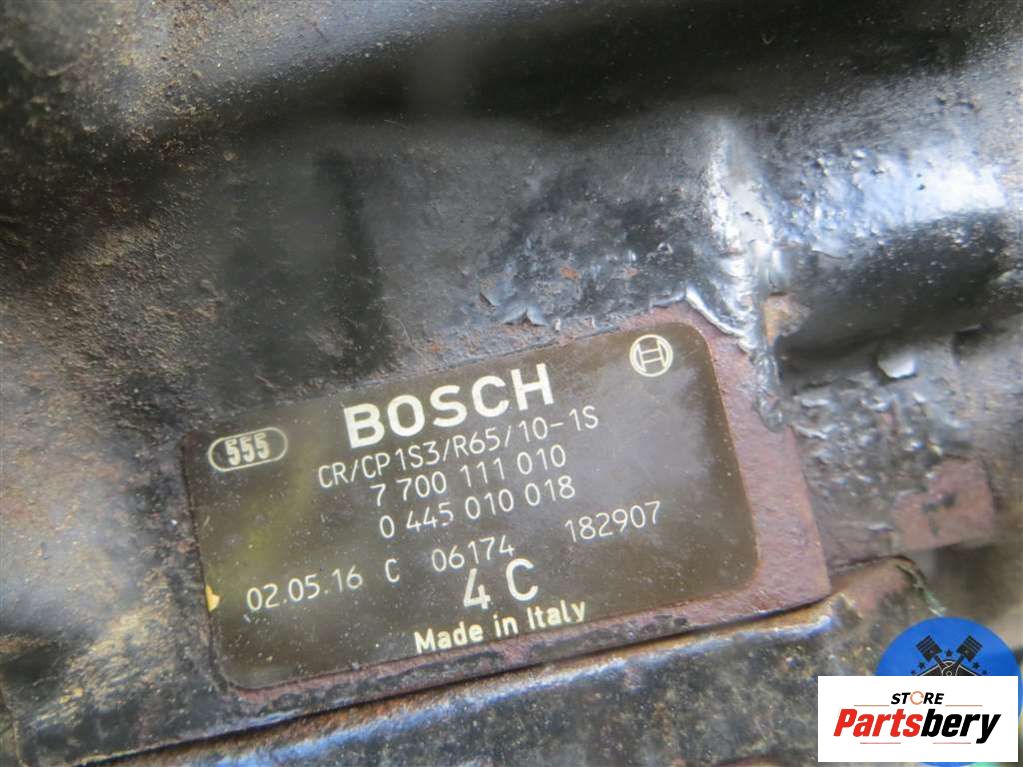 BOSCH
555
CR/CP1S3/R65/10-1S
7 700 111 010
0 445 010 018
02.05.16 C 06174 182907
4 C
Made in Italy
STORE
Partsbery